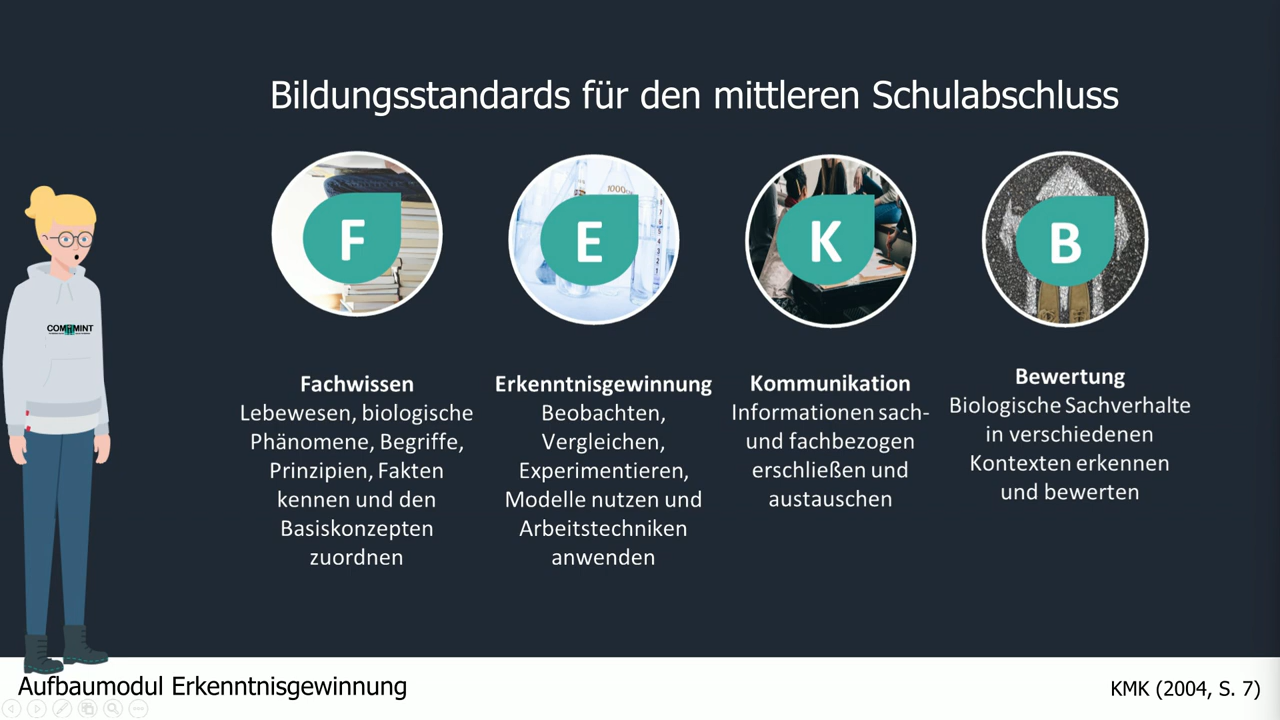 Bildungsstandards für den mittleren Schulabschluss
F
E
K
B
1000
Fachwissen
Lebewesen, biologische
Phänomene, Begriffe,
Prinzipien, Fakten
kennen und den
Basiskonzepten
zuordnen
Erkenntnisgewinnung
Beobachten,
Vergleichen,
Experimentieren,
Modelle nutzen und
Arbeitstechniken
anwenden
Kommunikation
Informationen sach-
und fachbezogen
erschließen und
austauschen
Bewertung
Biologische Sachverhalte
in verschiedenen
Kontexten erkennen
und bewerten
Aufbaumodul Erkenntnisgewinnung
KMK (2004, S. 7)